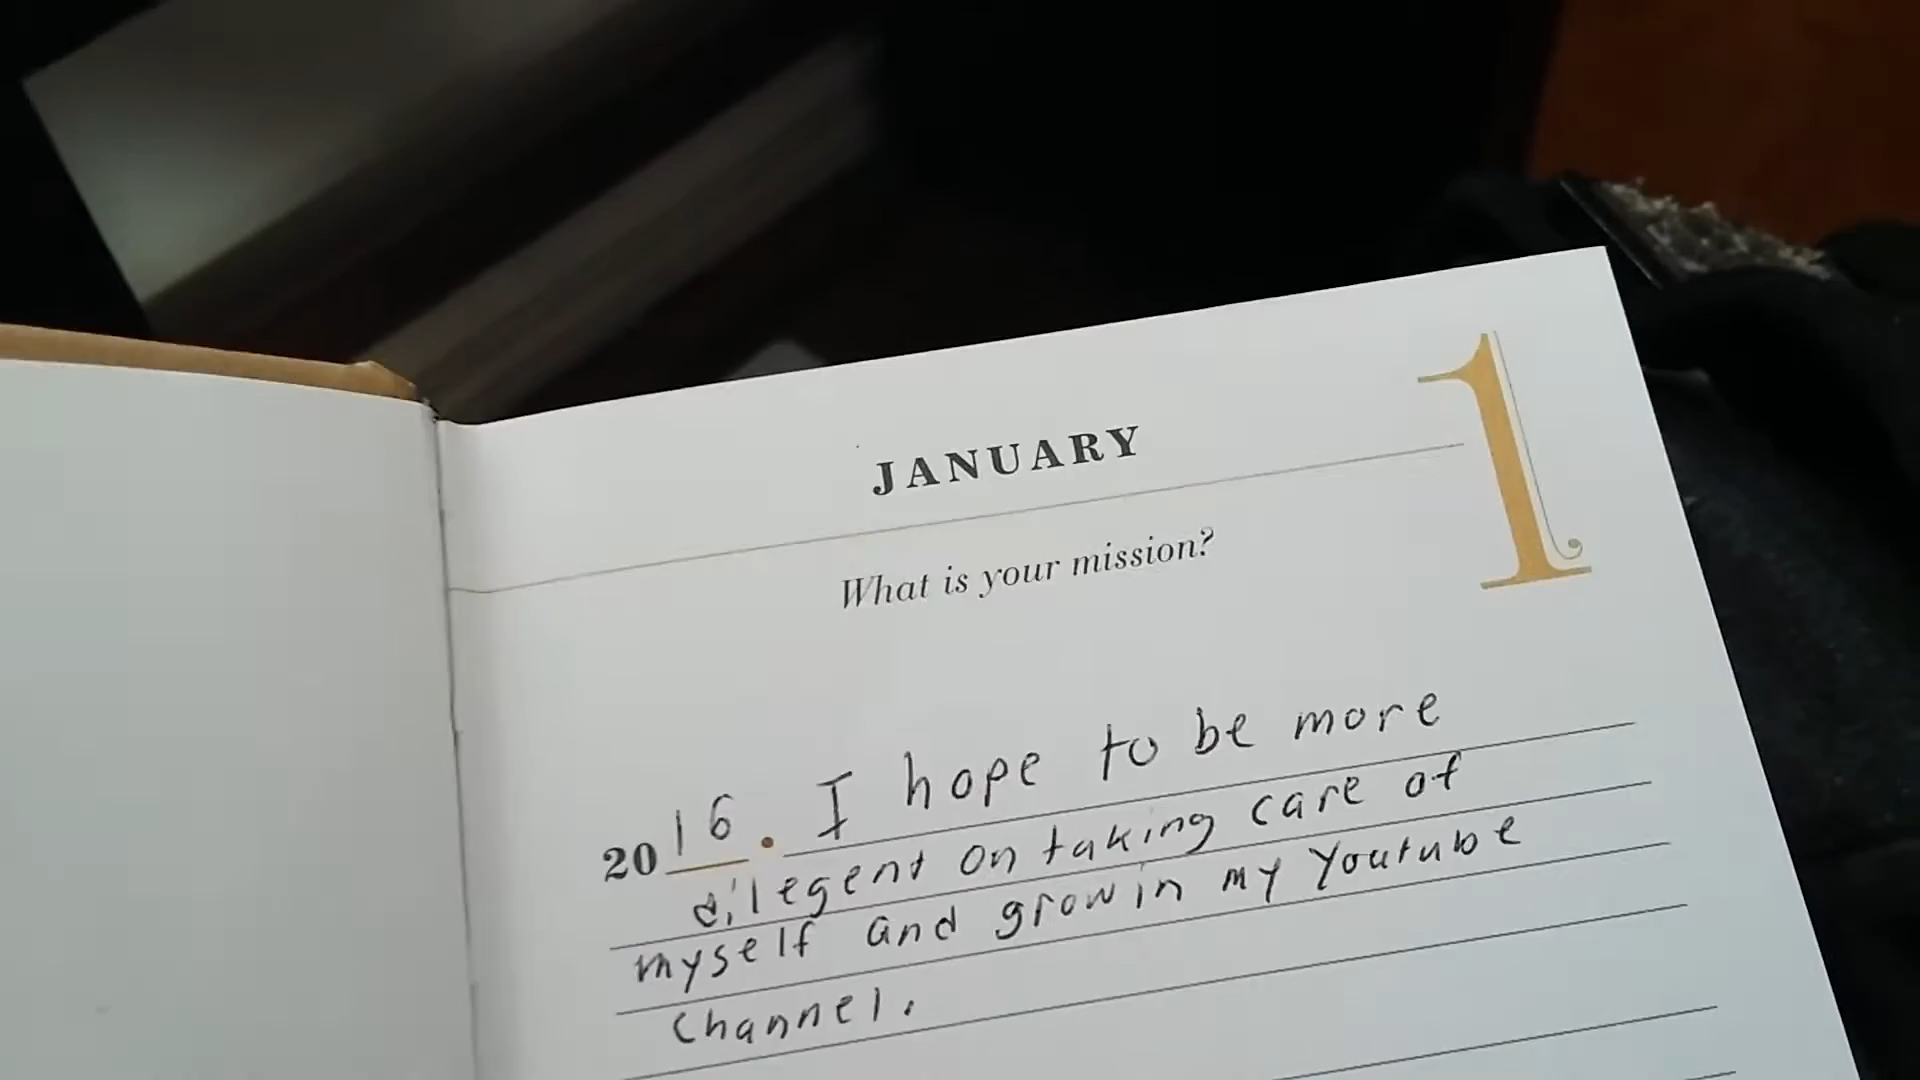 JANUARY 1
What is your mission?
2016. I hope to be more
dilegent on taking care of
myself and growin my Youtube
channel.